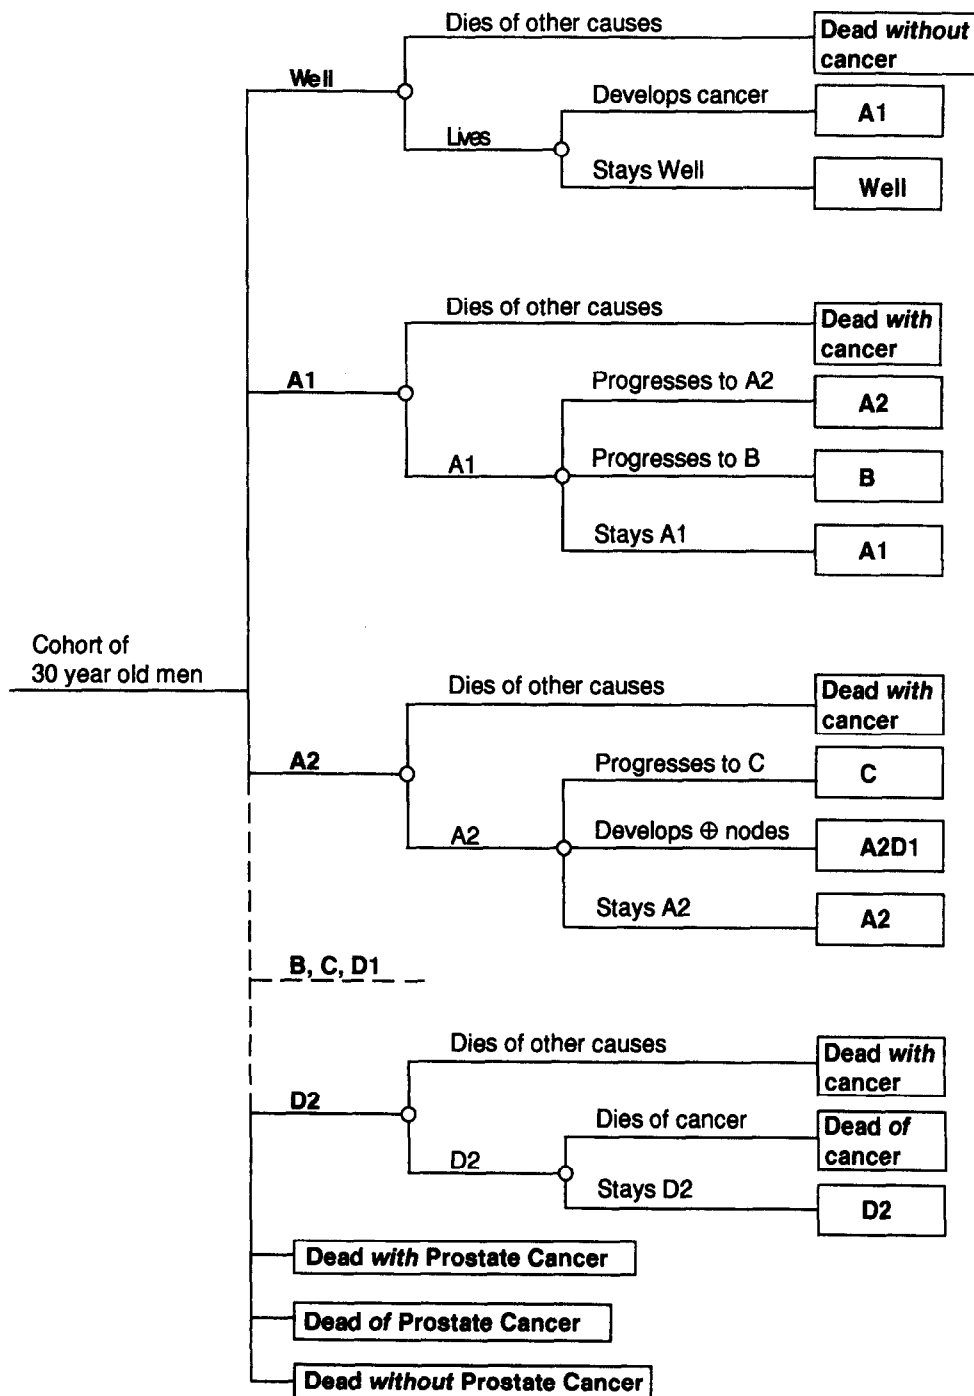 Dies of other causes
Dead without
cancer
Well
Develops cancer
A1
Lives
Stays Well
Well
Dies of other causes
Dead with
cancer
A1
Progresses to A2
A2
A1
Progresses to B
B
Stays A1
A1
Cohort of
30 year old men
Dies of other causes
Dead with
cancer
A2
Progresses to C
C
A2
Develops ⊕ nodes
A2D1
Stays A2
A2
B, C, D1
Dies of other causes
Dead with
cancer
D2
Dies of cancer
Dead of
cancer
D2
Stays D2
D2
Dead with Prostate Cancer
Dead of Prostate Cancer
Dead without Prostate Cancer